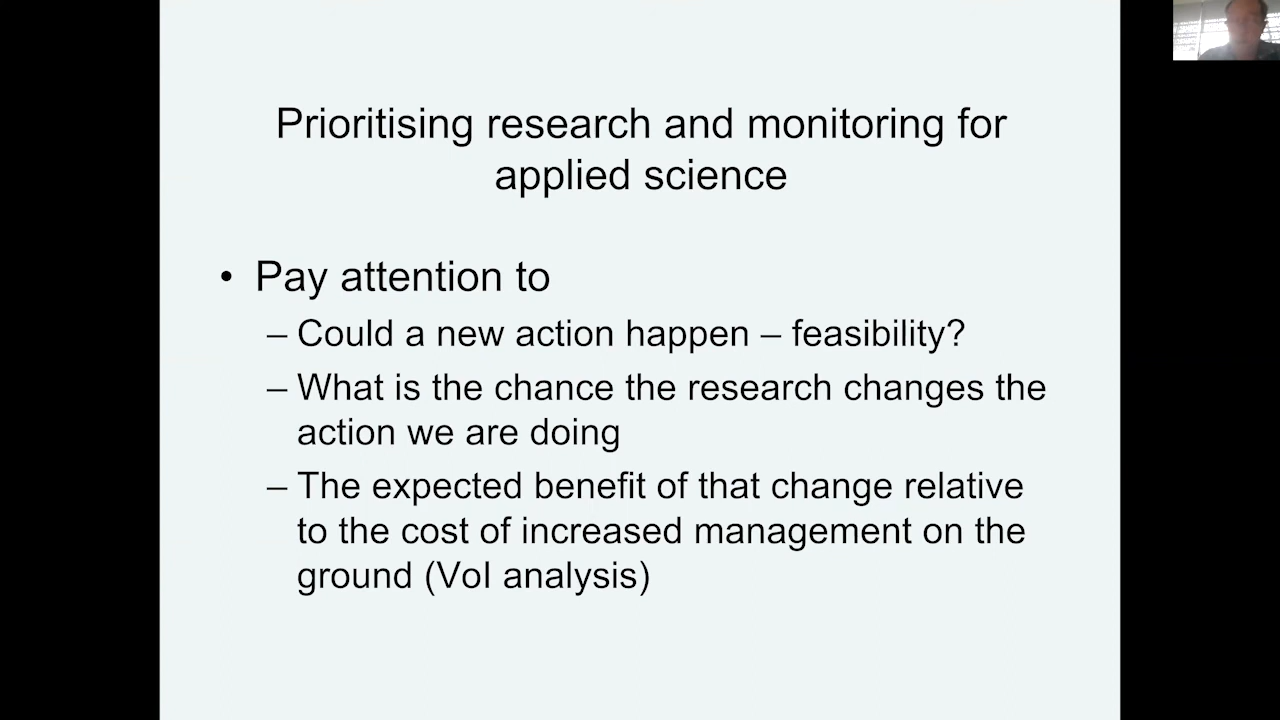 Prioritising research and monitoring for
applied science
• Pay attention to
– Could a new action happen – feasibility?
– What is the chance the research changes the
action we are doing
– The expected benefit of that change relative
to the cost of increased management on the
ground (VoI analysis)